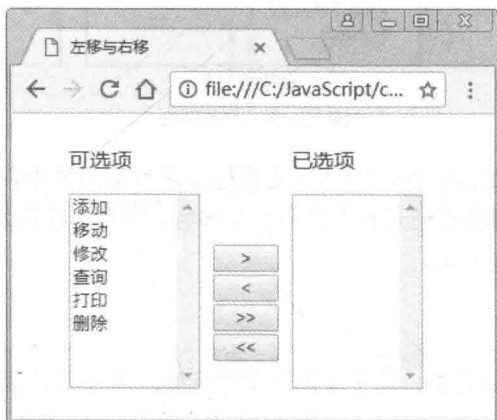 左移与右移
file:///C:/JavaScript/c...
可选项
已选项
添加
移动
修改
查询
打印
删除
>
<
>>
<<